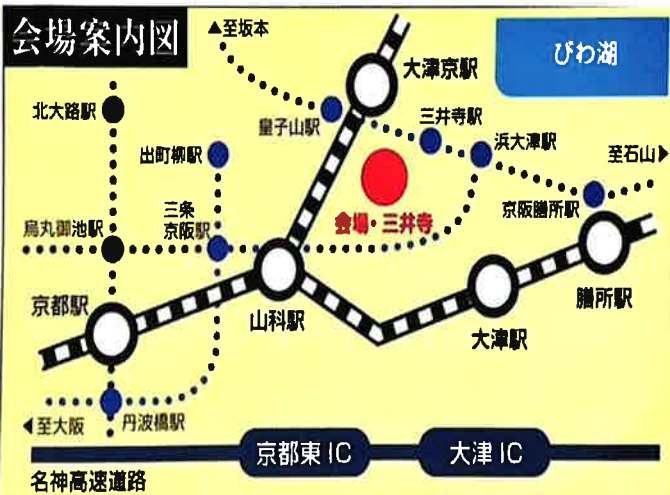 会場案内図
▲至坂本
びわ湖
大津京駅
北大路駅
皇子山駅
三井寺駅
浜大津駅
出町柳駅
至石山▶
三条
京阪駅
京阪膳所駅
烏丸御池駅
会場・三井寺
京都駅
山科駅
膳所駅
大津駅
◀至大阪
丹波橋駅
京都東IC
大津IC
名神高速道路